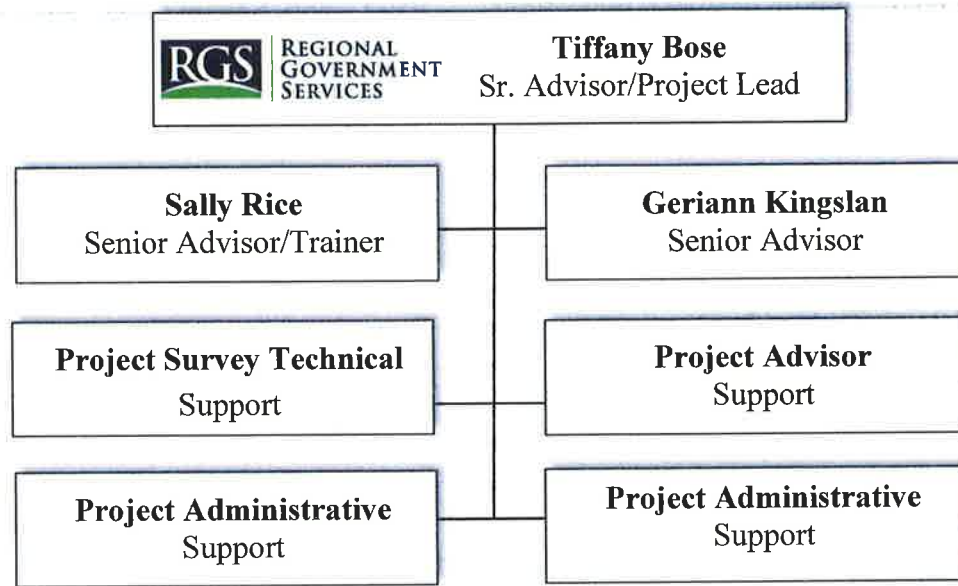 RGS
REGIONAL
GOVERNMENT
SERVICES
Tiffany Bose
Sr. Advisor/Project Lead
Sally Rice
Senior Advisor/Trainer
Geriann Kingslan
Senior Advisor
Project Survey Technical
Support
Project Advisor
Support
Project Administrative
Support
Project Administrative
Support